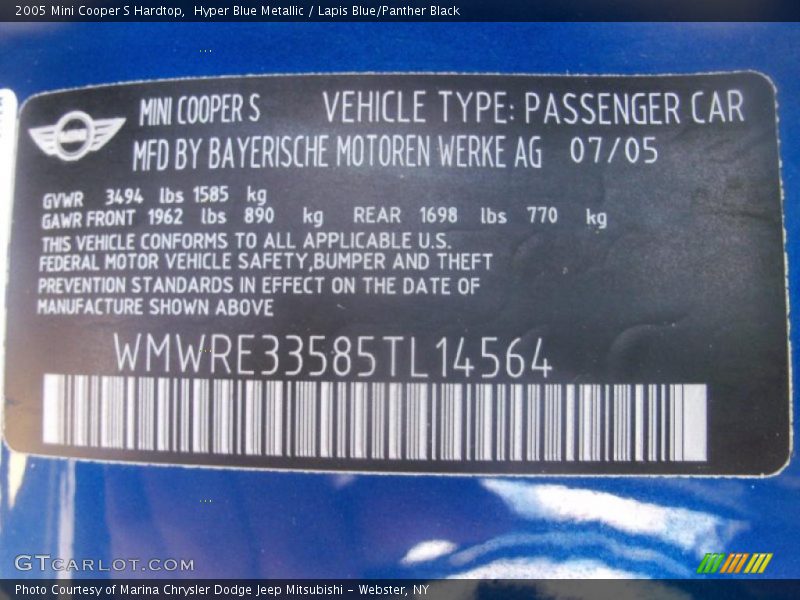 2005 Mini Cooper S Hardtop,  Hyper Blue Metallic / Lapis Blue/Panther Black
MINI COOPER S VEHICLE TYPE: PASSENGER CAR
MFD BY BAYERISCHE MOTOREN WERKE AG 07/05
GVWR 3494 lbs 1585 kg
GAWR FRONT 1962 lbs 890 kg REAR 1698 lbs 770 kg
THIS VEHICLE CONFORMS TO ALL APPLICABLE U.S.
FEDERAL MOTOR VEHICLE SAFETY,BUMPER AND THEFT
PREVENTION STANDARDS IN EFFECT ON THE DATE OF
MANUFACTURE SHOWN ABOVE
WMWRE33585TL14564
GTCARLOT.COM
Photo Courtesy of Marina Chrysler Dodge Jeep Mitsubishi - Webster, NY